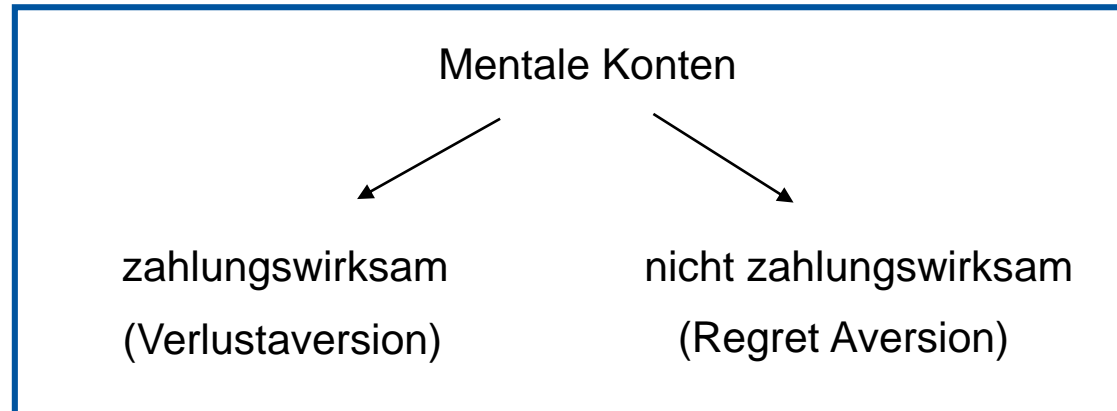 Mentale Konten
zahlungswirksam nicht zahlungswirksam
(Verlustaversion) (Regret Aversion)